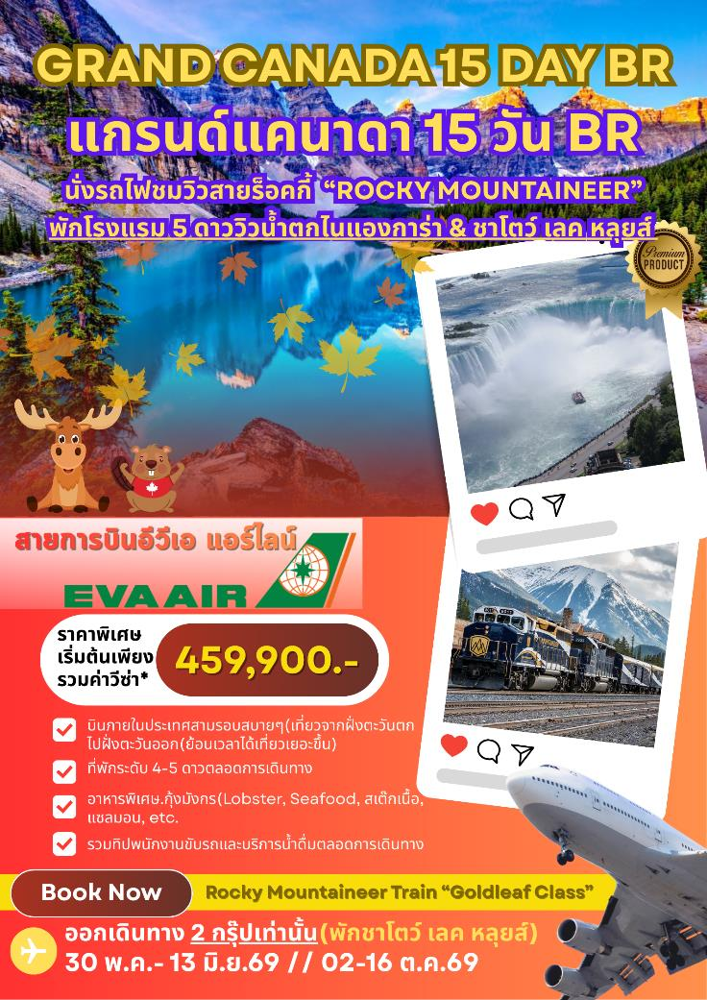 GRAND CANADA 15 DAY BR
แกรนด์แคนาดา 15 วัน BR
นั่งรถไฟชมวิวสายร็อคกี้ “ROCKY MOUNTAINEER”
พักโรงแรม 5 ดาววิวน้ำตกไนแองการ่า & ชาโตว์ เลค หลุยส์
Premium
PRODUCT
สายการบินอีวีเอ แอร์ไลน์
EVA AIR
ราคาพิเศษ
เริ่มต้นเพียง
รวมค่าวีซ่า*
459,900.-
บินภายในประเทศสามรอบสบายๆ(เที่ยวจากฝั่งตะวันตก
ไปฝั่งตะวันออก(ย้อนเวลาได้เที่ยวเยอะขึ้น)
ที่พักระดับ 4-5 ดาวตลอดการเดินทาง
อาหารพิเศษ.กุ้งมังกร(Lobster, Seafood, สเต็กเนื้อ,
แซลมอน, etc.
รวมทิปพนักงานขับรถและบริการน้ำดื่มตลอดการเดินทาง
Book Now
Rocky Mountaineer Train “Goldleaf Class”
ออกเดินทาง 2 กรุ๊ปเท่านั้น(พักชาโตว์ เลค หลุยส์)
30 พ.ค.- 13 มิ.ย.69 // 02-16 ต.ค.69